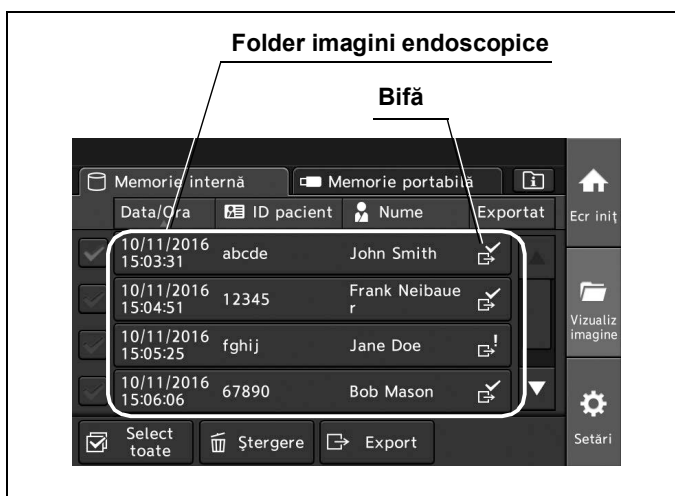 Folder imagini endoscopice
Bifă
Memorie internă
Memorie portabilă
Data/Ora ID pacient Nume Exportat
10/11/2016
15:03:31
abcde John Smith
10/11/2016
15:04:51
12345 Frank Neibaue
r
10/11/2016
15:05:25
fghij Jane Doe
10/11/2016
15:06:06
67890 Bob Mason
Select
toate
Ștergere
Export
Ecr iniț
Vizualiz
imagine
Setări